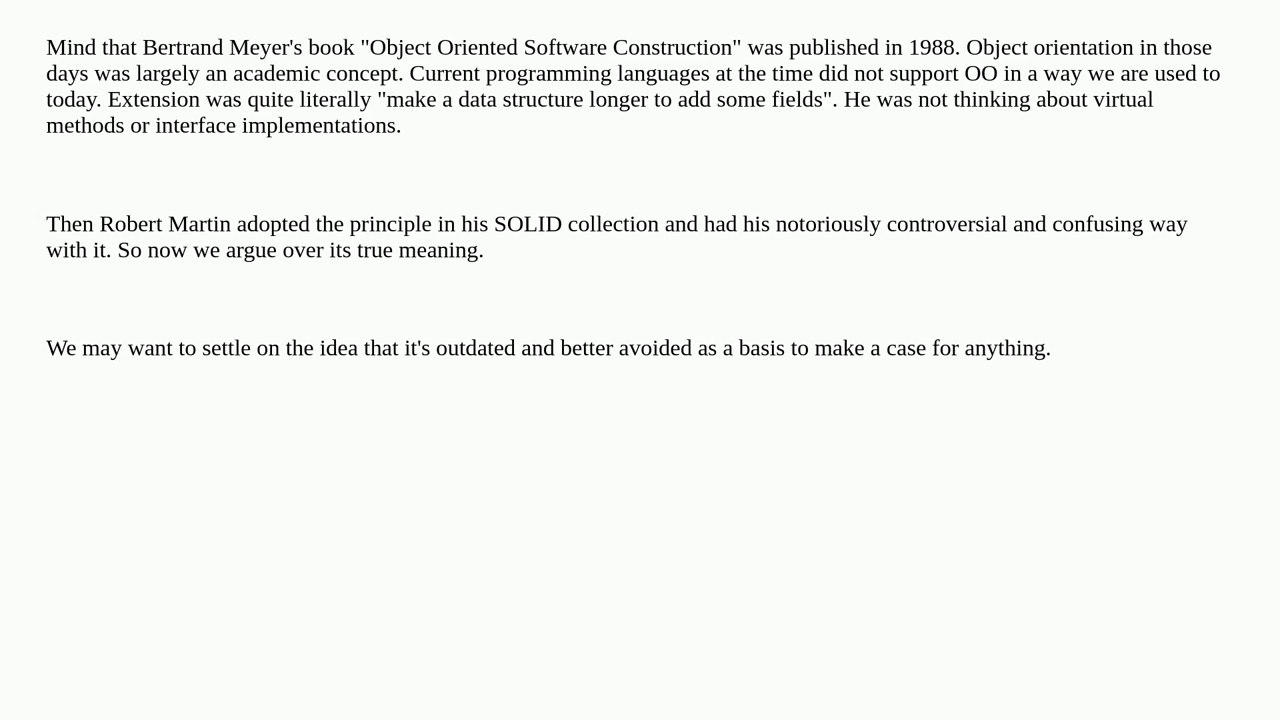 Mind that Bertrand Meyer's book "Object Oriented Software Construction" was published in 1988. Object orientation in those
days was largely an academic concept. Current programming languages at the time did not support OO in a way we are used to
today. Extension was quite literally "make a data structure longer to add some fields". He was not thinking about virtual
methods or interface implementations.
Then Robert Martin adopted the principle in his SOLID collection and had his notoriously controversial and confusing way
with it. So now we argue over its true meaning.
We may want to settle on the idea that it's outdated and better avoided as a basis to make a case for anything.